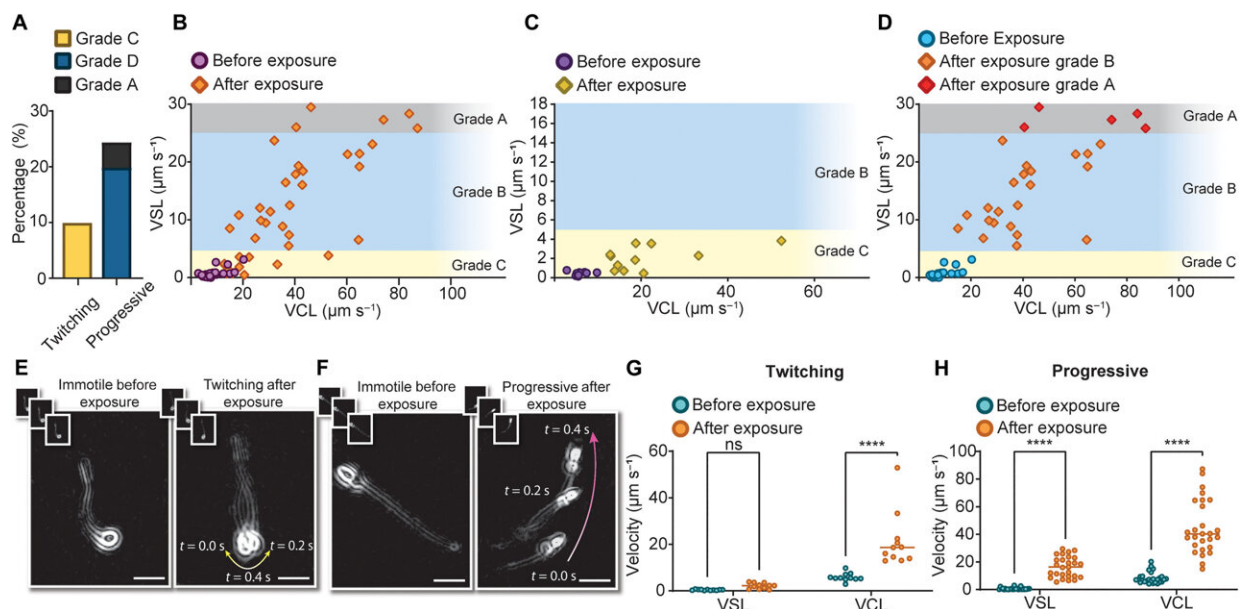 A
Grade C
Grade D
Grade A
Percentage (%)
30
20
10
0
Twitching
Progressive
B
Before exposure
After exposure
VSL (µm s⁻¹)
30
20
10
0
Grade A
Grade B
Grade C
20 40 60 80 100
VCL (µm s⁻¹)
C
Before exposure
After exposure
VSL (µm s⁻¹)
18
16
14
12
10
8
6
4
2
0
Grade B
Grade C
0 20 40 60
VCL (µm s⁻¹)
D
Before Exposure
After exposure grade B
After exposure grade A
VSL (µm s⁻¹)
30
20
10
0
Grade A
Grade B
Grade C
20 40 60 80 100
VCL (µm s⁻¹)
E
Immotile before
exposure
Twitching after
exposure
t = 0.0 s
t = 0.2 s
t = 0.4 s
F
Immotile before
exposure
Progressive after
exposure
t = 0.4 s
t = 0.2 s
t = 0.0 s
G
Twitching
Before exposure
After exposure
Velocity (µm s⁻¹)
60
40
20
0
ns
****
VSL VCL
H
Progressive
Before exposure
After exposure
Velocity (µm s⁻¹)
100
80
60
40
20
0
****
****
VSL VCL